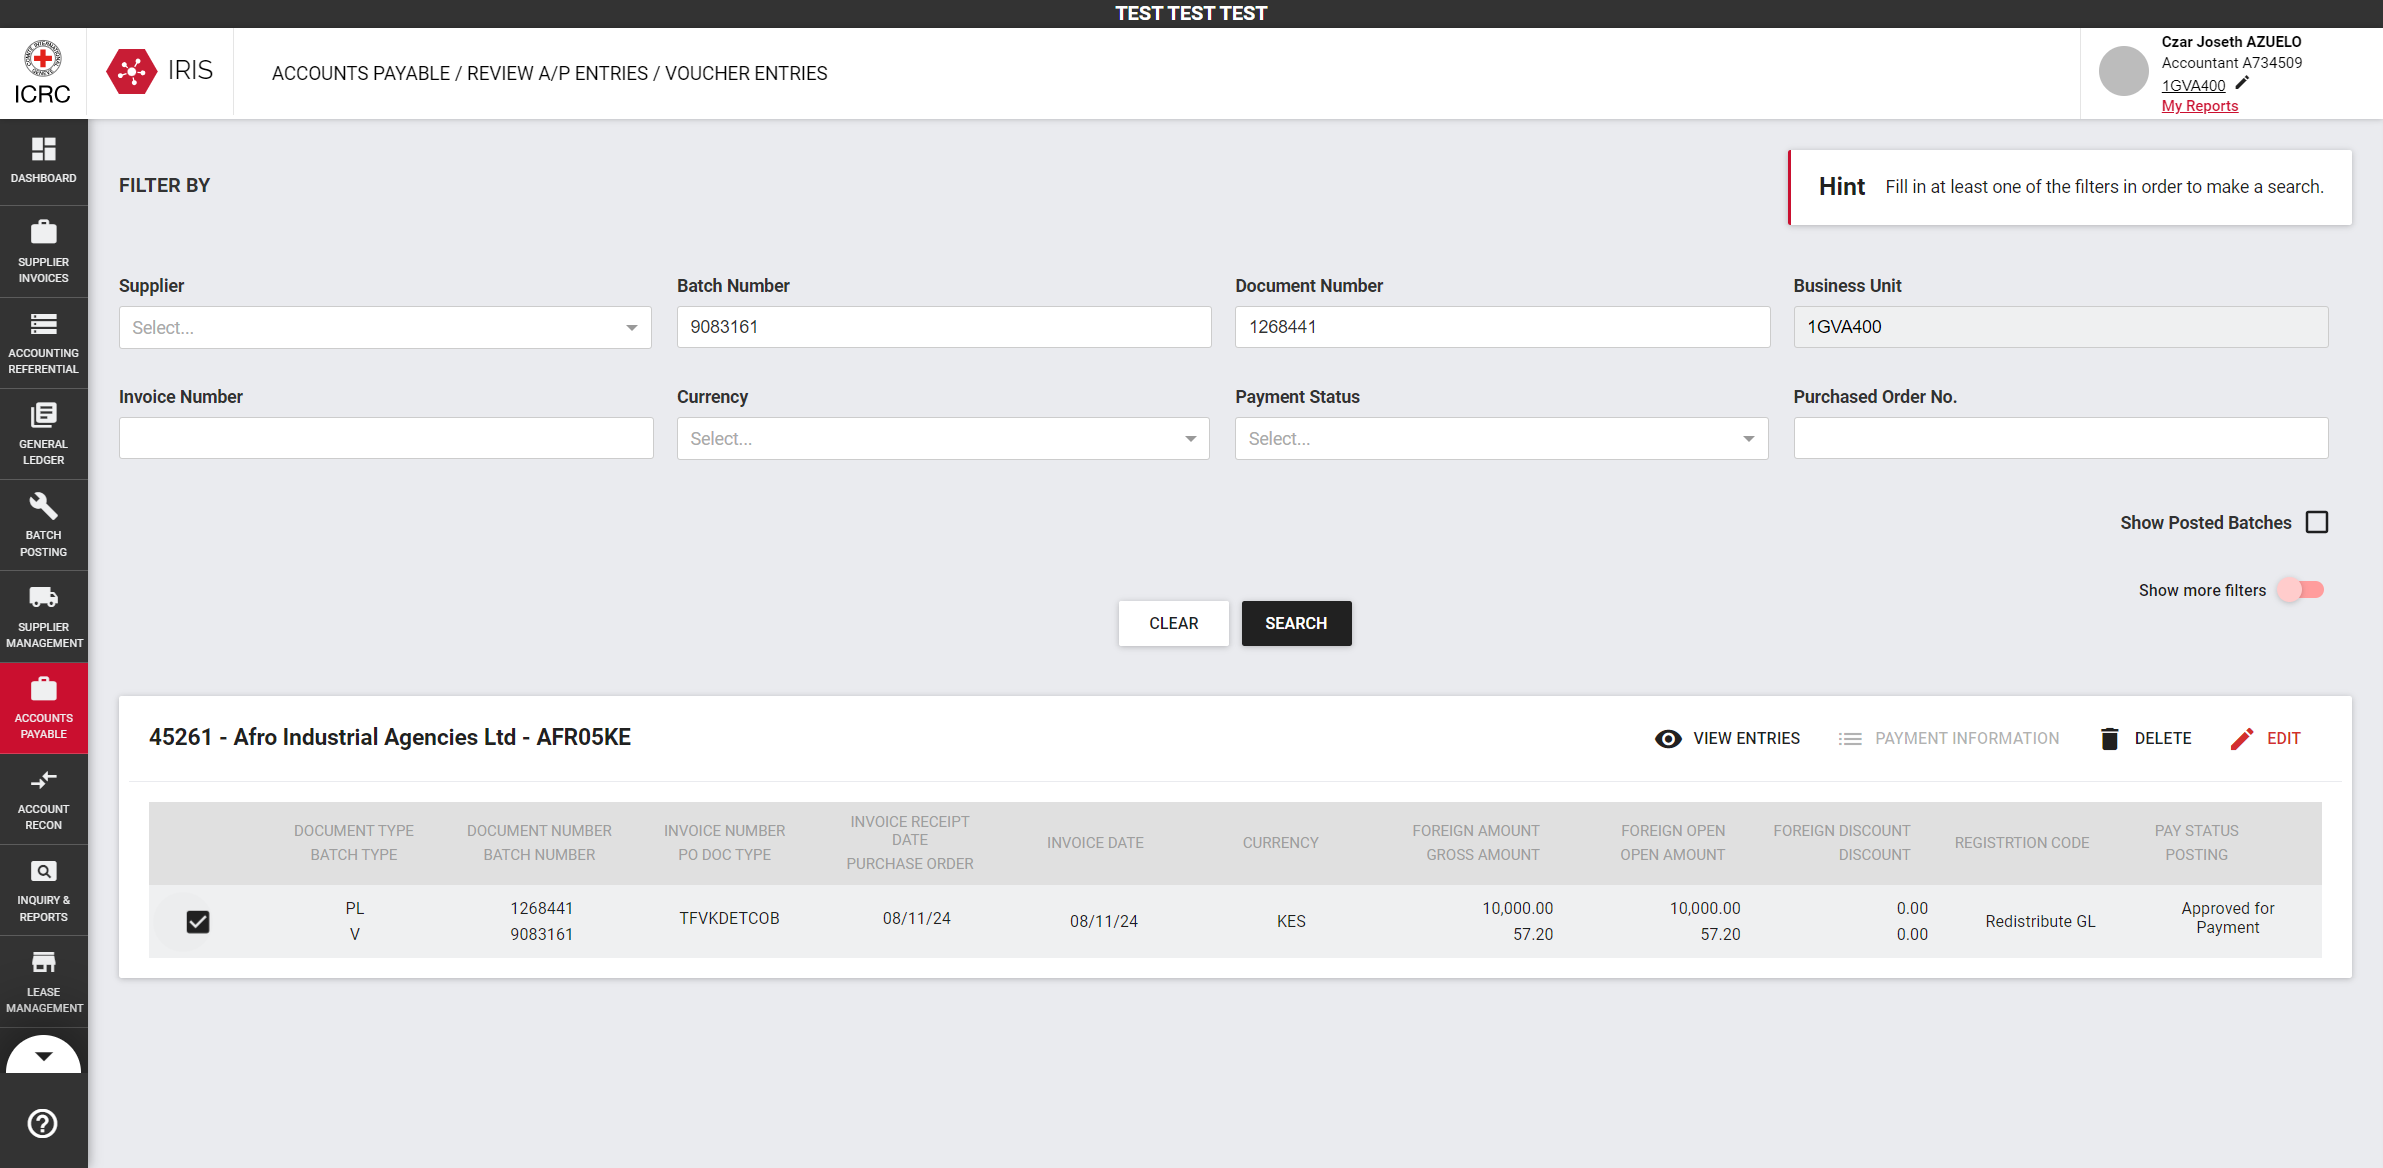 TEST TEST TEST
ICRC
IRIS
ACCOUNTS PAYABLE / REVIEW A/P ENTRIES / VOUCHER ENTRIES
Czar Joseth AZUELO
Accountant A734509
1GVA400
My Reports
DASHBOARD
SUPPLIER
INVOICES
ACCOUNTING
REFERENTIAL
GENERAL
LEDGER
BATCH
POSTING
SUPPLIER
MANAGEMENT
ACCOUNTS
PAYABLE
ACCOUNT
RECON
INQUIRY &
REPORTS
LEASE
MANAGEMENT
FILTER BY
Hint Fill in at least one of the filters in order to make a search.
Supplier Batch Number Document Number Business Unit
Select... 9083161 1268441 1GVA400
Invoice Number Currency Payment Status Purchased Order No.
Select... Select...
Show Posted Batches
Show more filters
CLEAR SEARCH
45261 - Afro Industrial Agencies Ltd - AFR05KE
VIEW ENTRIES PAYMENT INFORMATION DELETE EDIT
DOCUMENT TYPE
BATCH TYPE
DOCUMENT NUMBER
BATCH NUMBER
INVOICE NUMBER
PO DOC TYPE
INVOICE RECEIPT
DATE
PURCHASE ORDER
INVOICE DATE
CURRENCY
FOREIGN AMOUNT
GROSS AMOUNT
FOREIGN OPEN
OPEN AMOUNT
FOREIGN DISCOUNT
DISCOUNT
REGISTRTION CODE
PAY STATUS
POSTING
PL
V
1268441
9083161
TFVKDETCOB
08/11/24
08/11/24
KES
10,000.00
57.20
10,000.00
57.20
0.00
0.00
Redistribute GL
Approved for
Payment